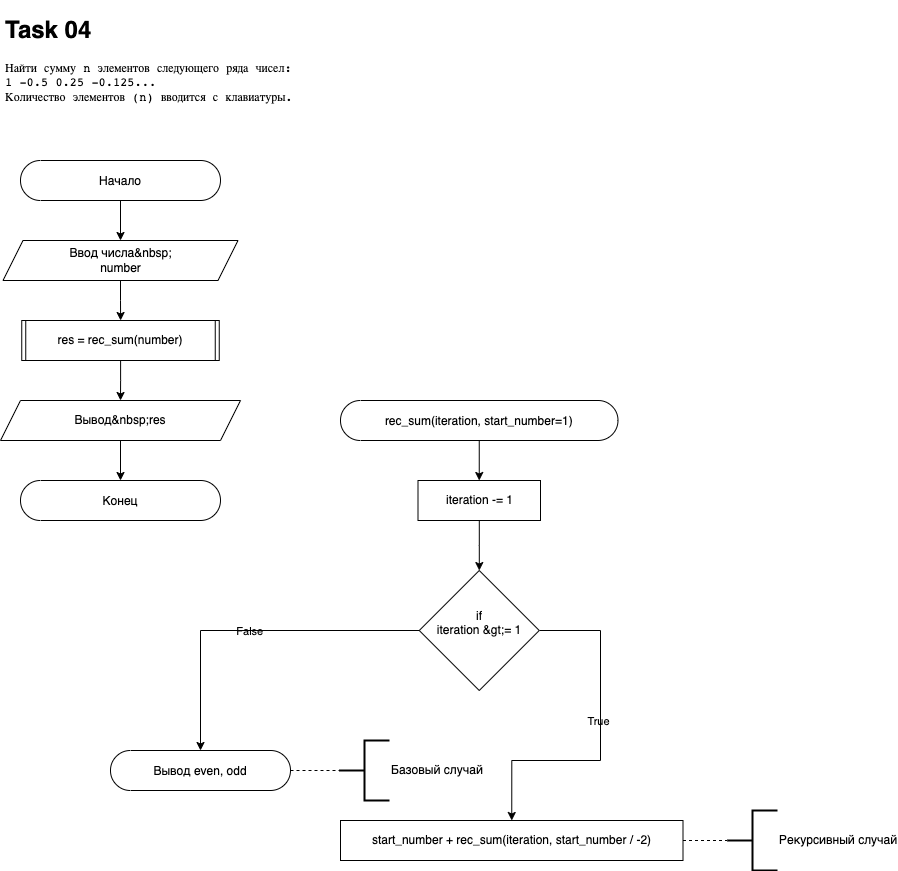 Task 04
Найти сумму n элементов следующего ряда чисел:
1 -0.5 0.25 -0.125...
Количество элементов (n) вводится с клавиатуры.
Начало
Ввод числа&nbsp;
number
res = rec_sum(number)
Вывод&nbsp;res
Конец
rec_sum(iteration, start_number=1)
iteration -= 1
if
iteration &gt;= 1
False
True
Вывод even, odd
Базовый случай
start_number + rec_sum(iteration, start_number / -2)
Рекурсивный случай